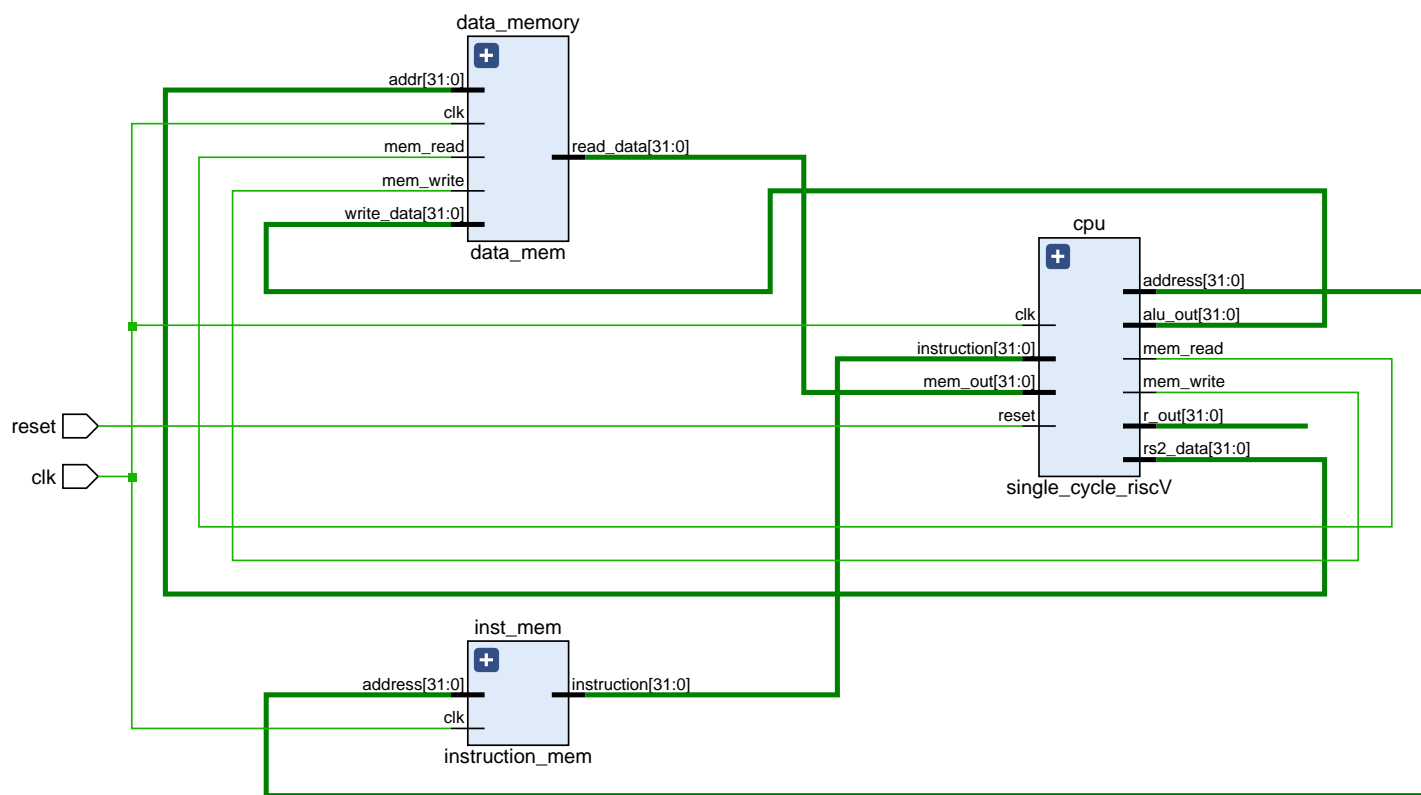 data_memory
addr[31:0]
clk
mem_read
mem_write
write_data[31:0]
read_data[31:0]
data_mem
cpu
clk
instruction[31:0]
mem_out[31:0]
reset
address[31:0]
alu_out[31:0]
mem_read
mem_write
r_out[31:0]
rs2_data[31:0]
single_cycle_riscV
reset
clk
inst_mem
address[31:0]
clk
instruction[31:0]
instruction_mem